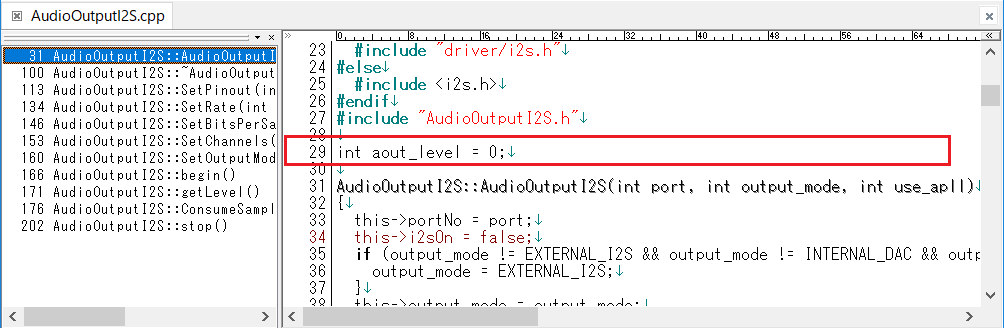 AudioOutputI2S.cpp
31 AudioOutputI2S::AudioOutputI
100 AudioOutputI2S::~AudioOutput
113 AudioOutputI2S::SetPinout(in
134 AudioOutputI2S::SetRate(int
146 AudioOutputI2S::SetBitsPerSa
153 AudioOutputI2S::SetChannels(
160 AudioOutputI2S::SetOutputMod
166 AudioOutputI2S::begin()
171 AudioOutputI2S::getLevel()
176 AudioOutputI2S::ConsumeSampl
202 AudioOutputI2S::stop()
0 8 16 24 32 40 48 56 64
23 #include "driver/i2s.h"↓
24 #else↓
25 #include <i2s.h>↓
26 #endif↓
27 #include "AudioOutputI2S.h"↓
28 ↓
29 int aout_level = 0;↓
30 ↓
31 AudioOutputI2S::AudioOutputI2S(int port, int output_mode, int use_apll)↓
32 {↓
33 this->portNo = port;↓
34 this->i2sOn = false;↓
35 if (output_mode != EXTERNAL_I2S && output_mode != INTERNAL_DAC && outp
36 output_mode = EXTERNAL_I2S;↓
37 }↓
38 this->output_mode = output_mode;↓